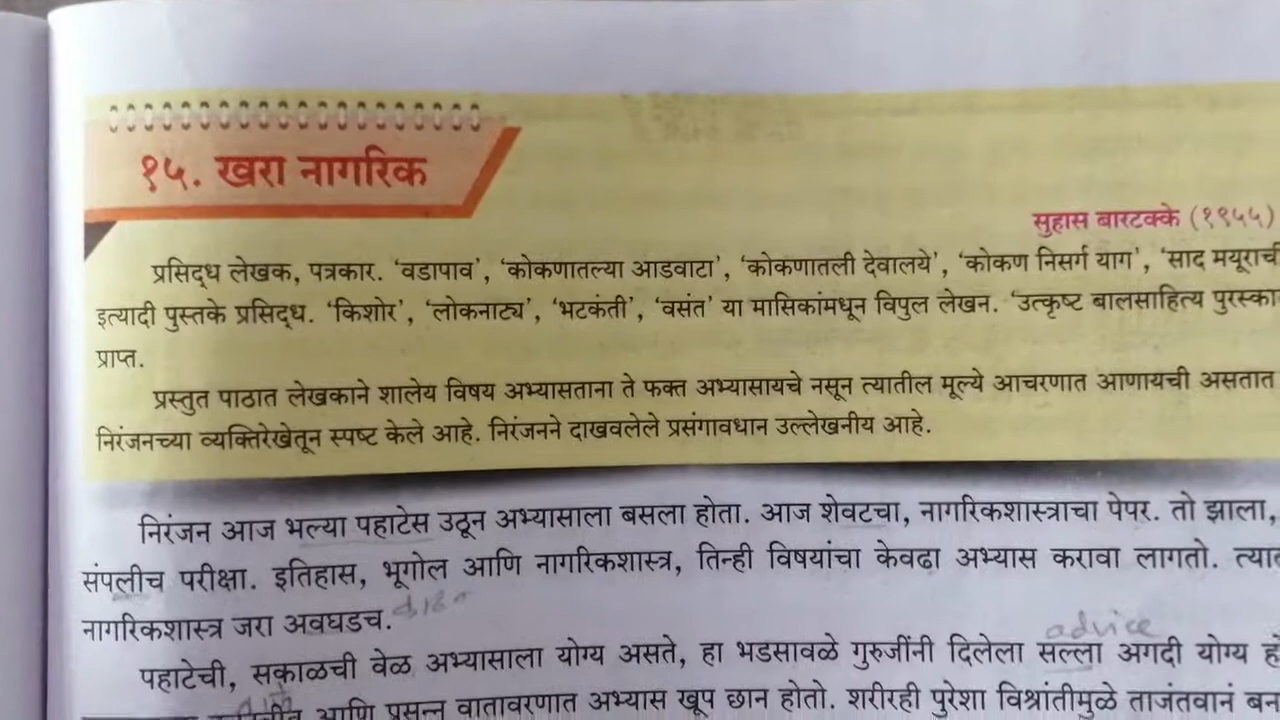 १५. खरा नागरिक
सुहास बारटक्के (१९५५)
प्रसिद्ध लेखक, पत्रकार. ‘वडापाव’, ‘कोकणातल्या आडवाटा’, ‘कोकणातली देवालये’, ‘कोकण निसर्ग याग’, ‘साद मयूराची
इत्यादी पुस्तके प्रसिद्ध. ‘किशोर’, ‘लोकनाट्य’, ‘भटकंती’, ‘वसंत’ या मासिकांमधून विपुल लेखन. ‘उत्कृष्ट बालसाहित्य
प्राप्त.
प्रस्तुत पाठात लेखकाने शालेय विषय अभ्यासताना ते फक्त अभ्यासायचे नसून त्यातील मूल्ये आचरणात आणायची असतात
निरंजनच्या व्यक्तिरेखेतून स्पष्ट केले आहे. निरंजनने दाखवलेले प्रसंगावधान उल्लेखनीय आहे.
निरंजन आज भल्या पहाटेस उठून अभ्यासाला बसला होता. आज शेवटचा, नागरिकशास्त्राचा पेपर. तो झाला,
संपलीच परीक्षा. इतिहास, भूगोल आणि नागरिकशास्त्र, तिन्ही विषयांचा केवढा अभ्यास करावा लागतो.
नागरिकशास्त्र जरा अवघडच.
advice
पहाटेची, सकाळची वेळ अभ्यासाला योग्य असते, हा भडसावळे गुरुजींनी दिलेला सल्ला अगदी योग्य
आणि प्रसन्न वातावरणात अभ्यास खूप छान होतो. शरीरही पुरेशा विश्रांतीमुळे ताजंतवानं